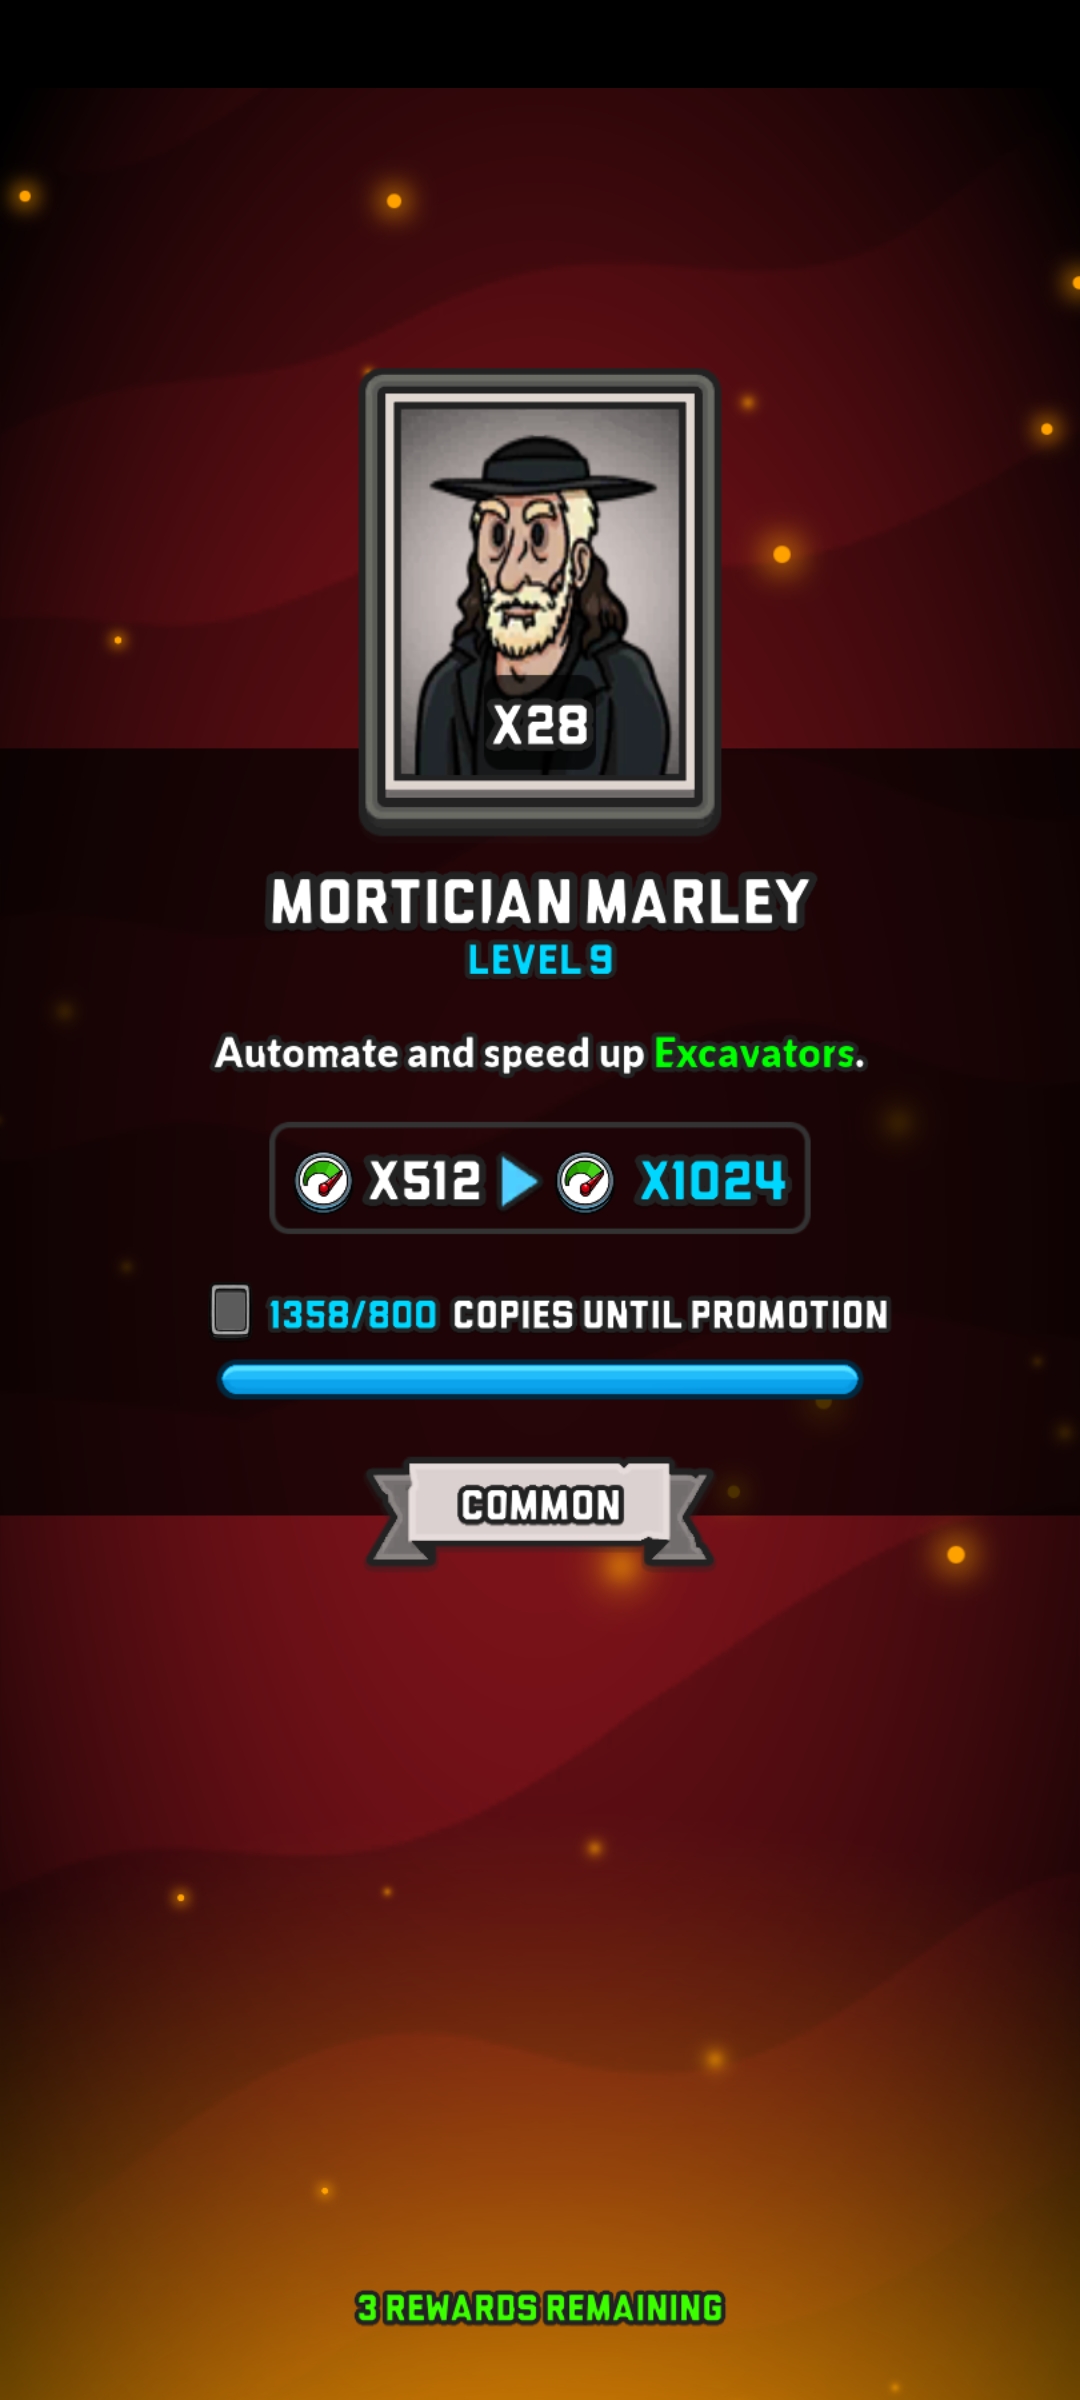 X28
MORTICIAN MARLEY
LEVEL 9
Automate and speed up Excavators.
X512 X1024
1358/800 COPIES UNTIL PROMOTION
COMMON
3 REWARDS REMAINING